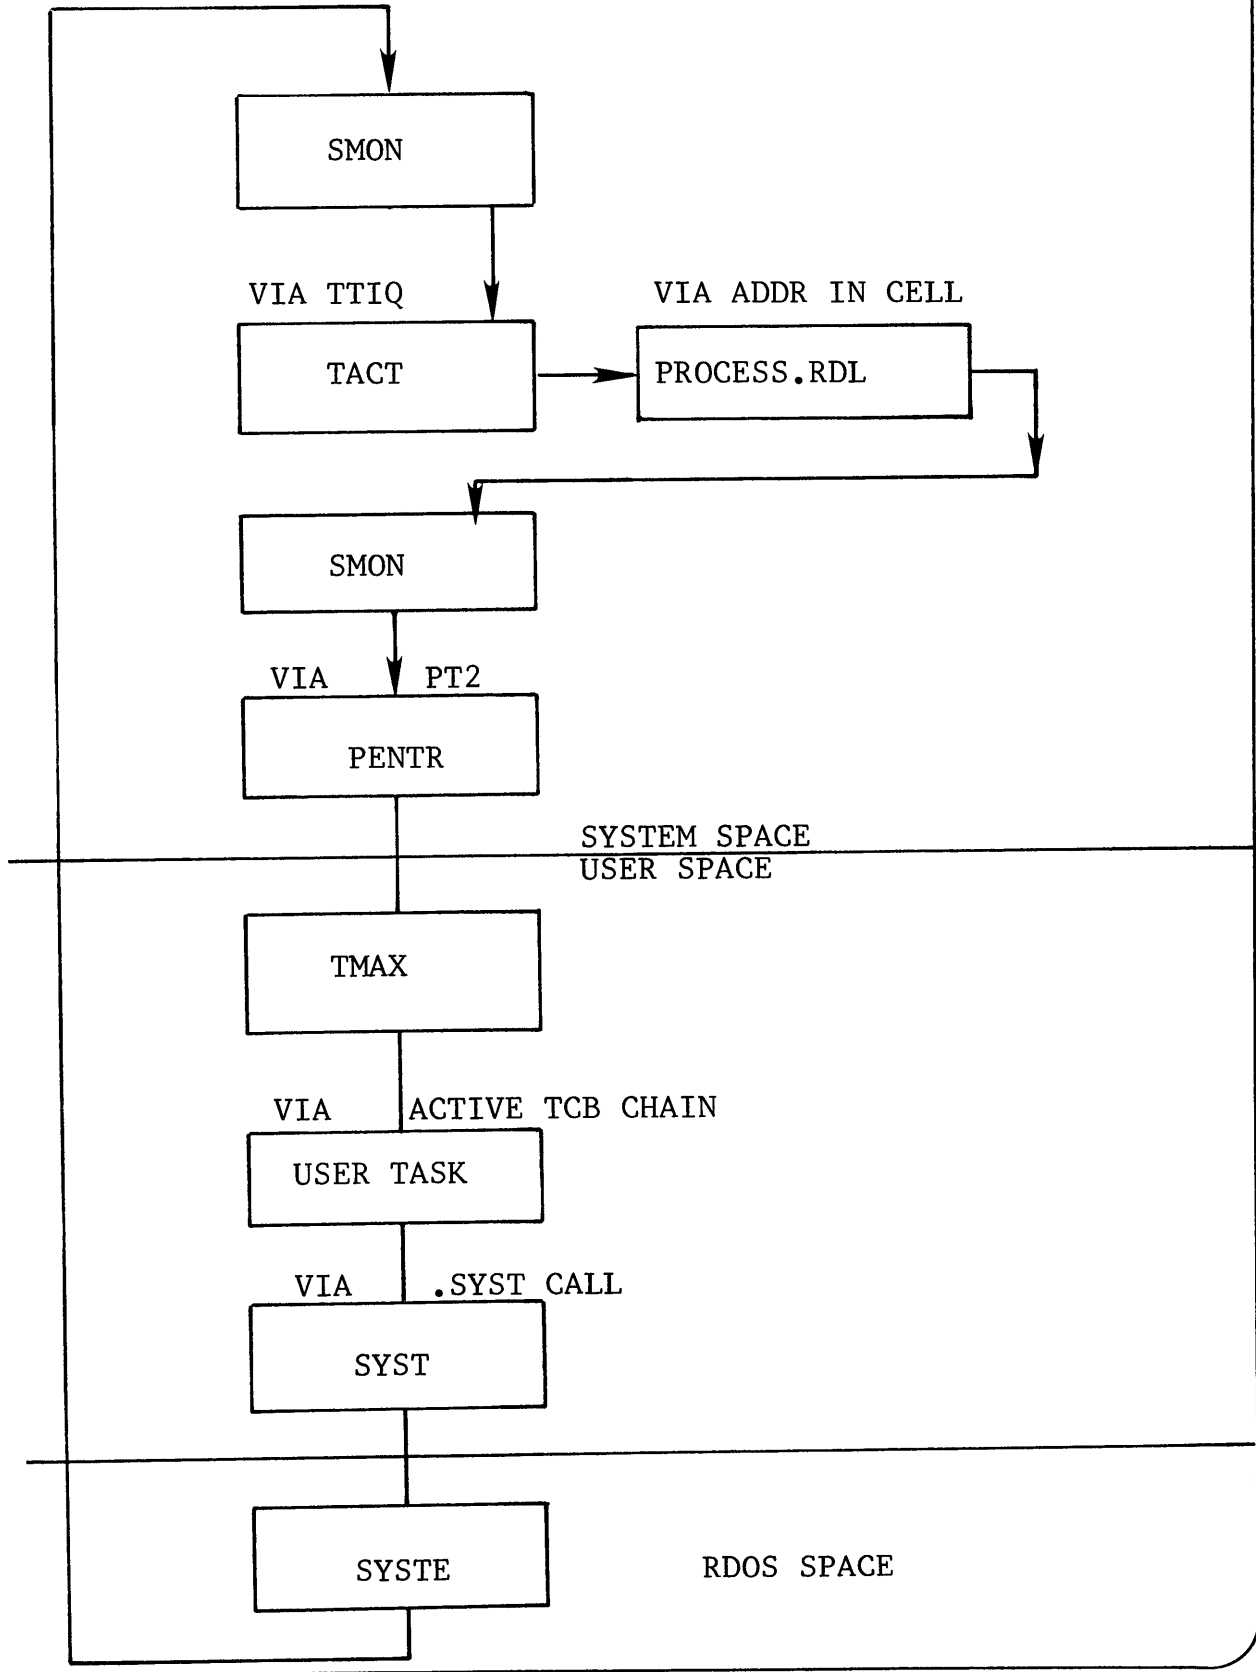 SMON
VIA TTIQ
VIA ADDR IN CELL
TACT
PROCESS.RDL
SMON
VIA PT2
PENTR
SYSTEM SPACE
USER SPACE
TMAX
VIA ACTIVE TCB CHAIN
USER TASK
VIA .SYST CALL
SYST
SYSTE
RDOS SPACE